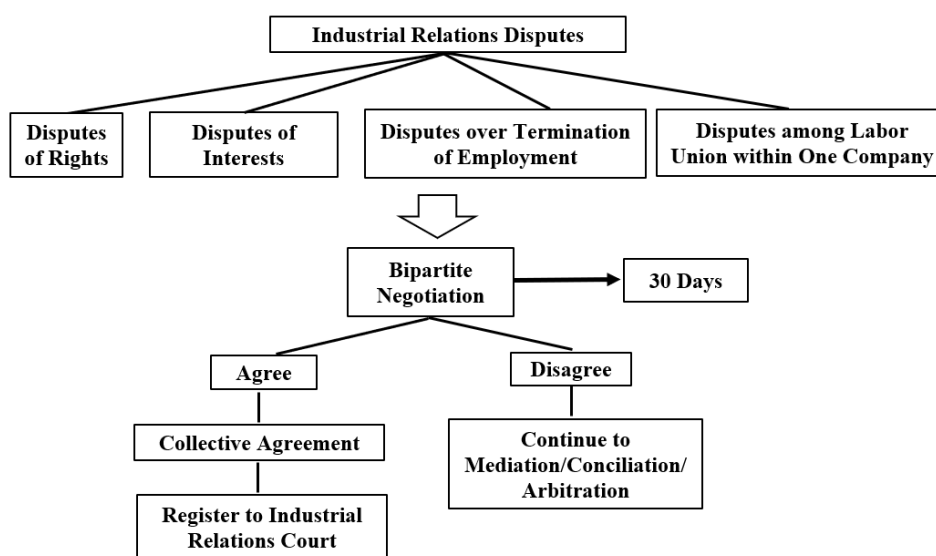 Industrial Relations Disputes
Disputes
of Rights
Disputes of
Interests
Disputes over Termination
of Employment
Disputes among Labor
Union within One Company
Bipartite
Negotiation
30 Days
Agree
Disagree
Collective Agreement
Continue to
Mediation/Conciliation/
Arbitration
Register to Industrial
Relations Court